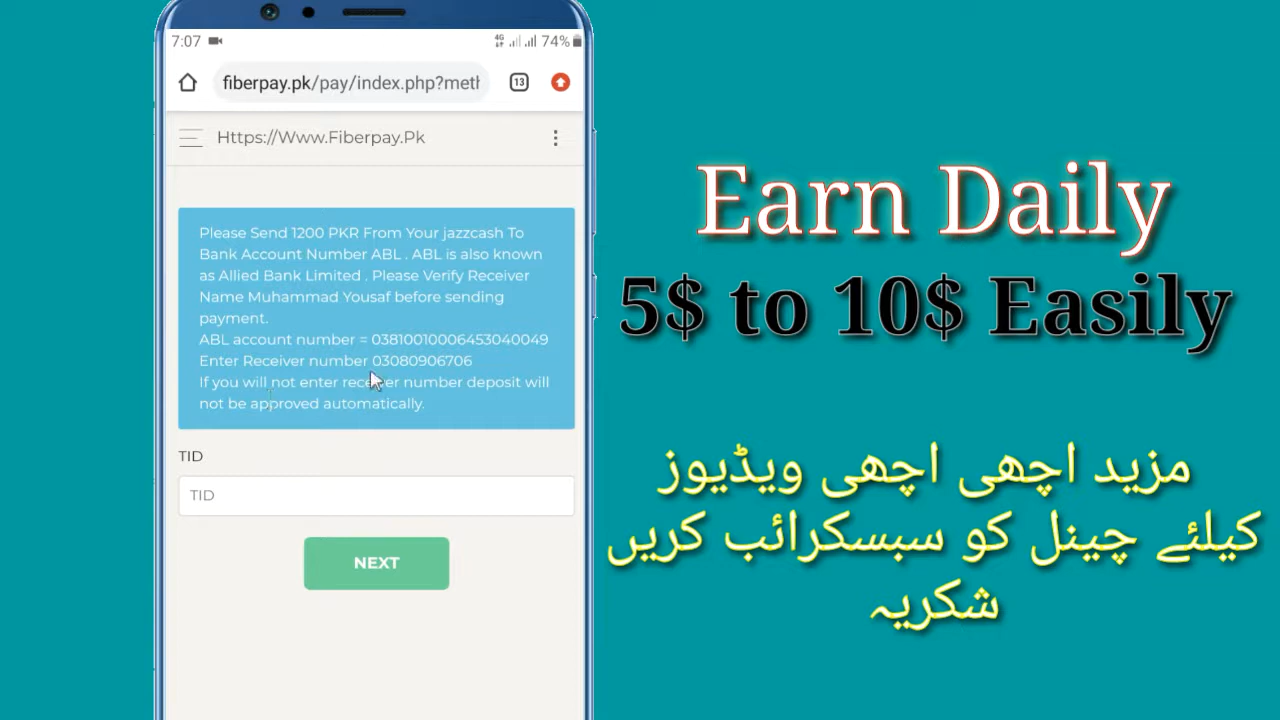 7:07
4G 74%
fiberpay.pk/pay/index.php?meth
13
Https://Www.Fiberpay.Pk
Please Send 1200 PKR From Your jazzcash To
Bank Account Number ABL . ABL is also known
as Allied Bank Limited . Please Verify Receiver
Name Muhammad Yousaf before sending
payment.
ABL account number = 03810010006453040049
Enter Receiver number 03080906706
If you will not enter receiver number deposit will
not be approved automatically.
TID
TID
NEXT
Earn Daily
5$ to 10$ Easily
مزید اچھی اچھی ویڈیوز
کیلئے چینل کو سبسکرائب کریں
شکریہ